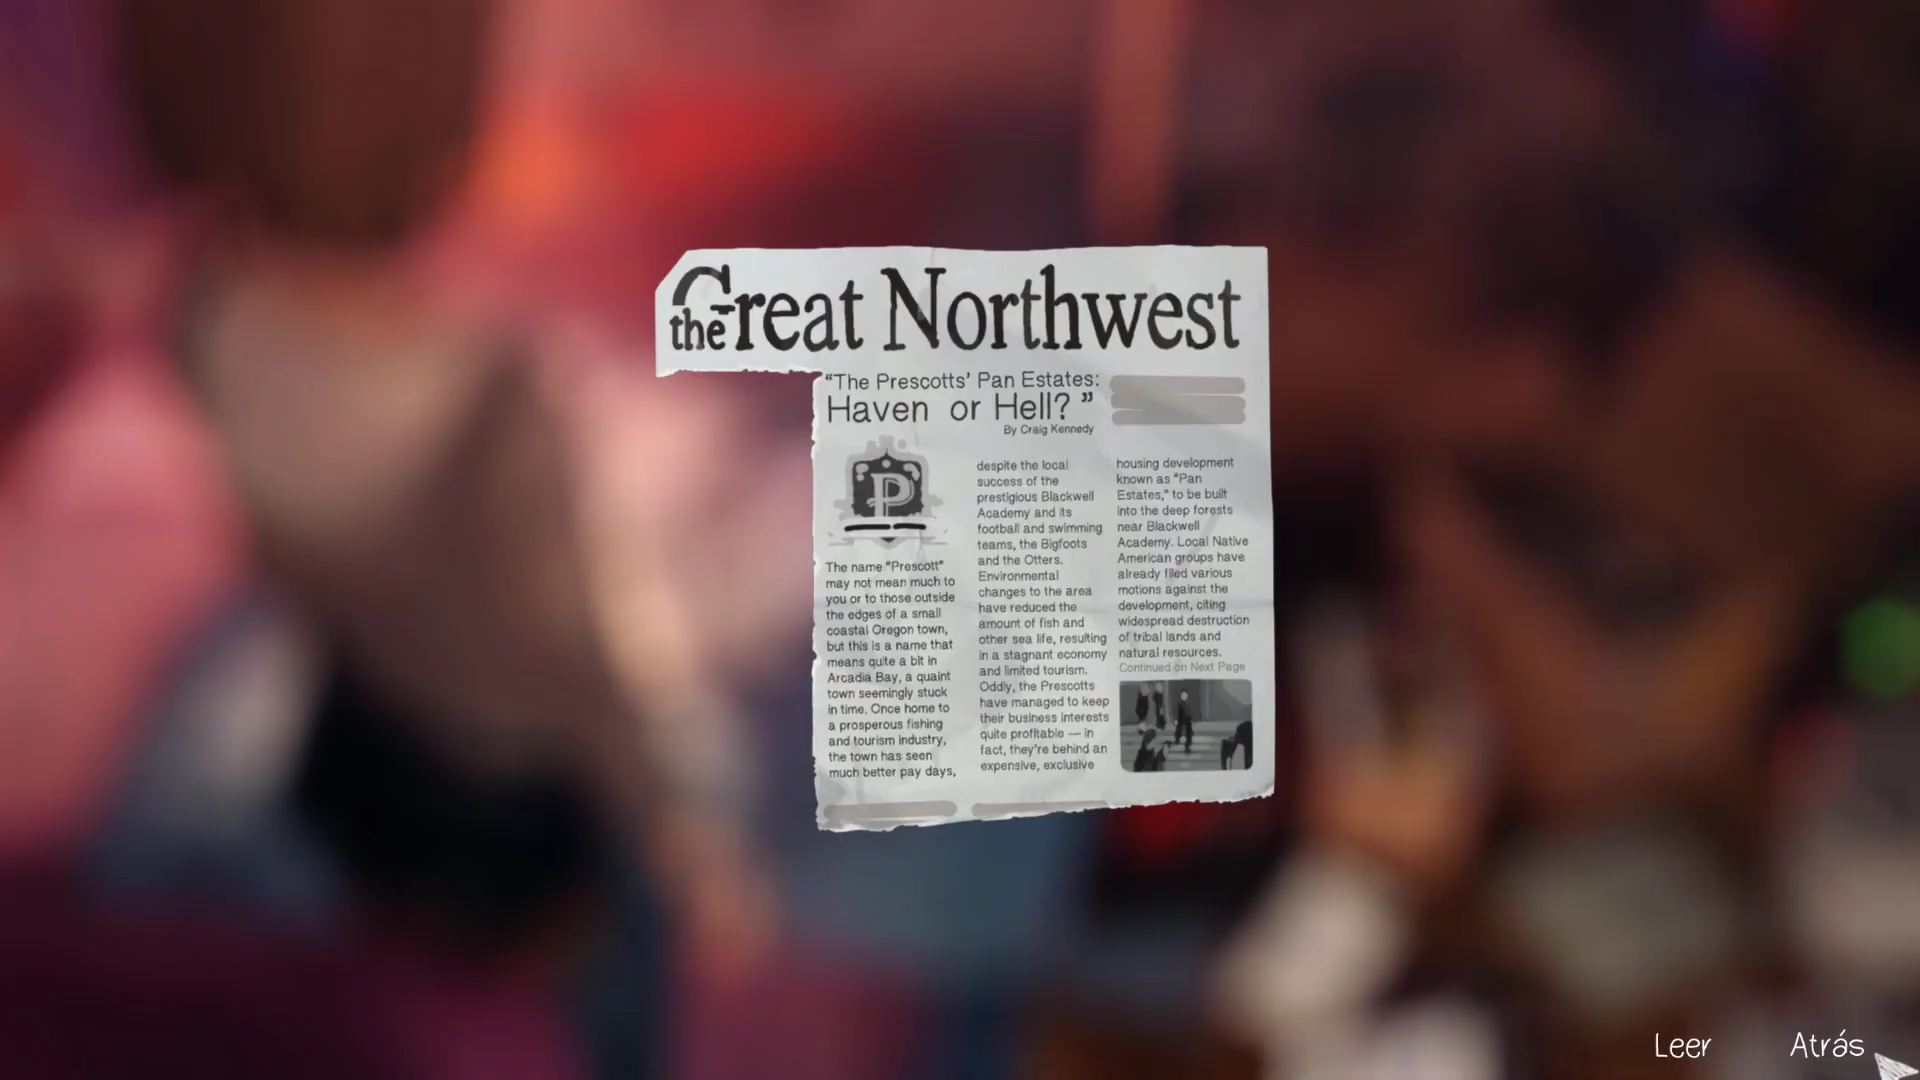 the Great Northwest
"The Prescotts' Pan Estates:
Haven or Hell? "
By Craig Kennedy
P
The name "Prescott"
may not mean much to
you or to those outside
the edges of a small
coastal Oregon town,
but this is a name that
means quite a bit in
Arcadia Bay, a quaint
town seemingly stuck
in time. Once home to
a prosperous fishing
and tourism industry,
the town has seen
much better pay days,
despite the local
success of the
prestigious Blackwell
Academy and its
football and swimming
teams, the Bigfoots
and the Otters.
Environmental
changes to the area
have reduced the
amount of fish and
other sea life, resulting
in a stagnant economy
and limited tourism.
Oddly, the Prescotts
have managed to keep
their business interests
quite profitable — in
fact, they're behind an
expensive, exclusive
housing development
known as "Pan
Estates," to be built
into the deep forests
near Blackwell
Academy. Local Native
American groups have
already filed various
motions against the
development, citing
widespread destruction
of tribal lands and
natural resources.
Continued on Next Page
Leer
Atrás